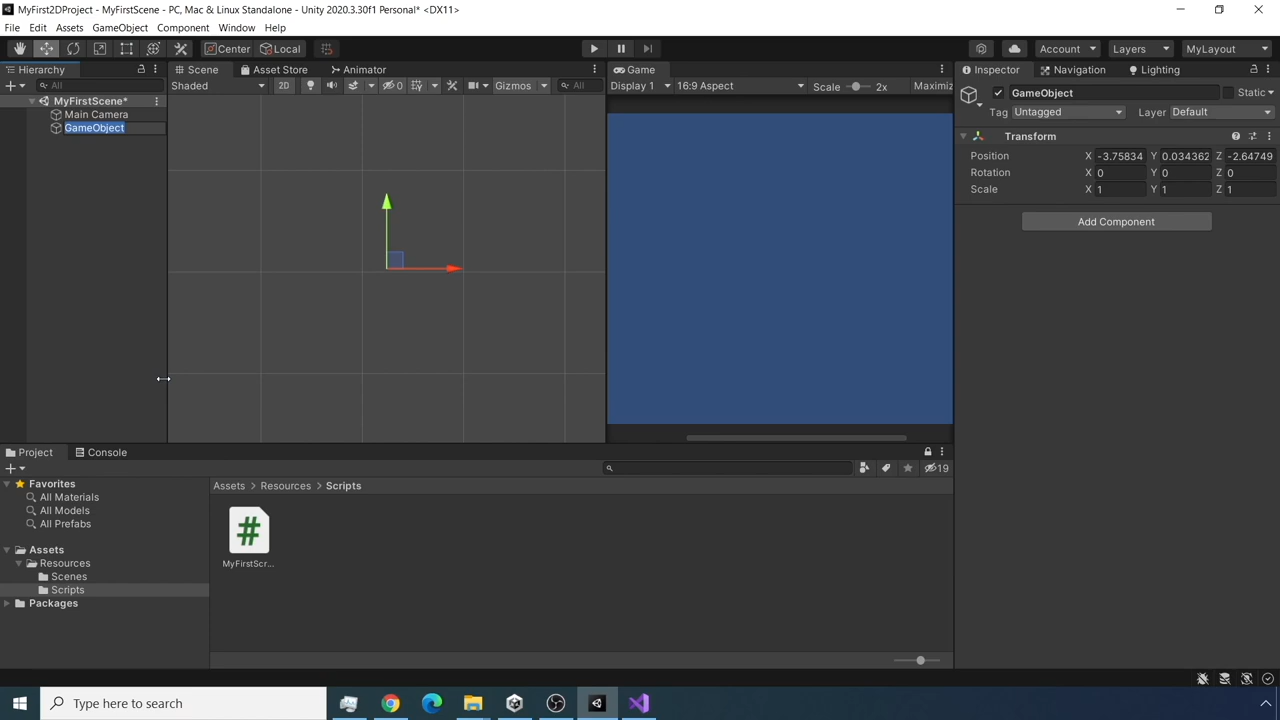 MyFirst2DProject - MyFirstScene - PC, Mac & Linux Standalone - Unity 2020.3.30f1 Personal* <DX11>
File Edit Assets GameObject Component Window Help
Center Local Account Layers MyLayout
Hierarchy Scene Asset Store Animator Game Inspector Navigation Lighting
All Shaded 2D 0 Gizmos All Display 1 16:9 Aspect Scale 2x Maximiz
GameObject Static
MyFirstScene*
Main Camera
GameObject
Tag Untagged Layer Default
Transform
Position X -3.75834 Y 0.034362 Z -2.64749
Rotation X 0 Y 0 Z 0
Scale X 1 Y 1 Z 1
Add Component
Project Console
19
Favorites
All Materials
All Models
All Prefabs
Assets
Resources
Scenes
Scripts
Packages
Assets Resources Scripts
#
MyFirstScr...
Type here to search